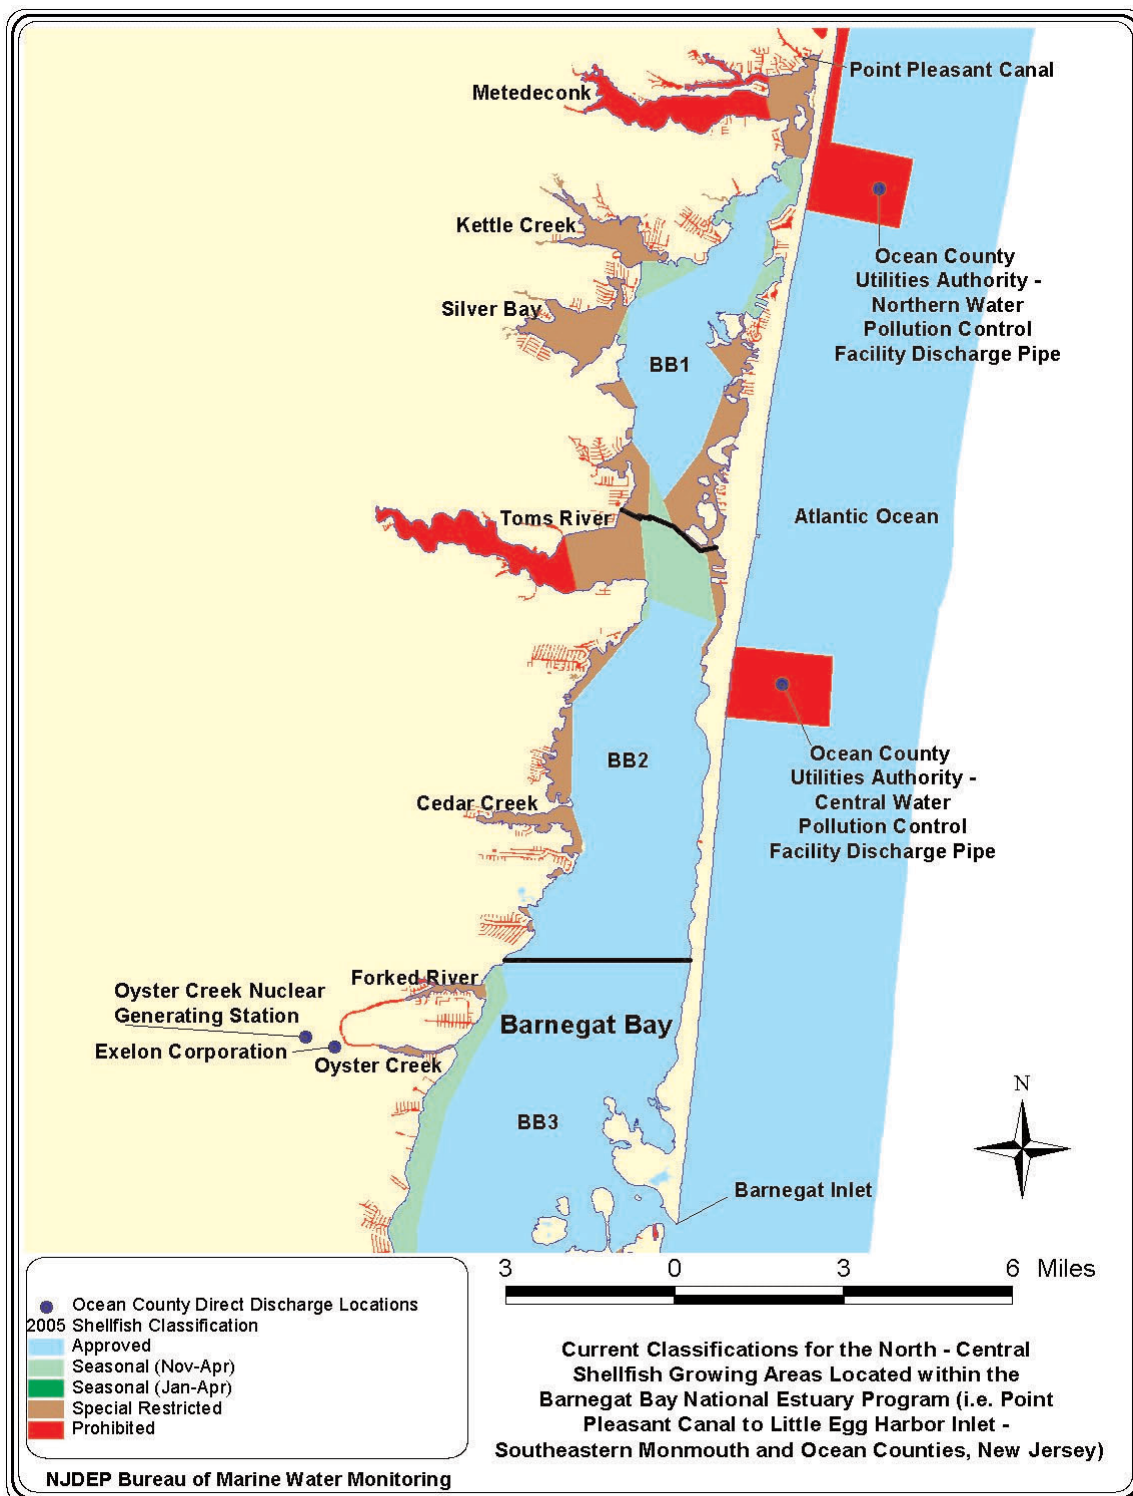 Point Pleasant Canal
Metedeconk
Kettle Creek
Ocean County
Utilities Authority -
Northern Water
Pollution Control
Facility Discharge Pipe
Silver Bay
BB1
Toms River
Atlantic Ocean
Ocean County
Utilities Authority -
Central Water
Pollution Control
Facility Discharge Pipe
BB2
Cedar Creek
Forked River
Oyster Creek Nuclear
Generating Station
Exelon Corporation
Oyster Creek
Barnegat Bay
BB3
N
Barnegat Inlet
3 0 3 6 Miles
Ocean County Direct Discharge Locations
2005 Shellfish Classification
Approved
Seasonal (Nov-Apr)
Seasonal (Jan-Apr)
Special Restricted
Prohibited
Current Classifications for the North - Central
Shellfish Growing Areas Located within the
Barnegat Bay National Estuary Program (i.e. Point
Pleasant Canal to Little Egg Harbor Inlet -
Southeastern Monmouth and Ocean Counties, New Jersey)
NJDEP Bureau of Marine Water Monitoring